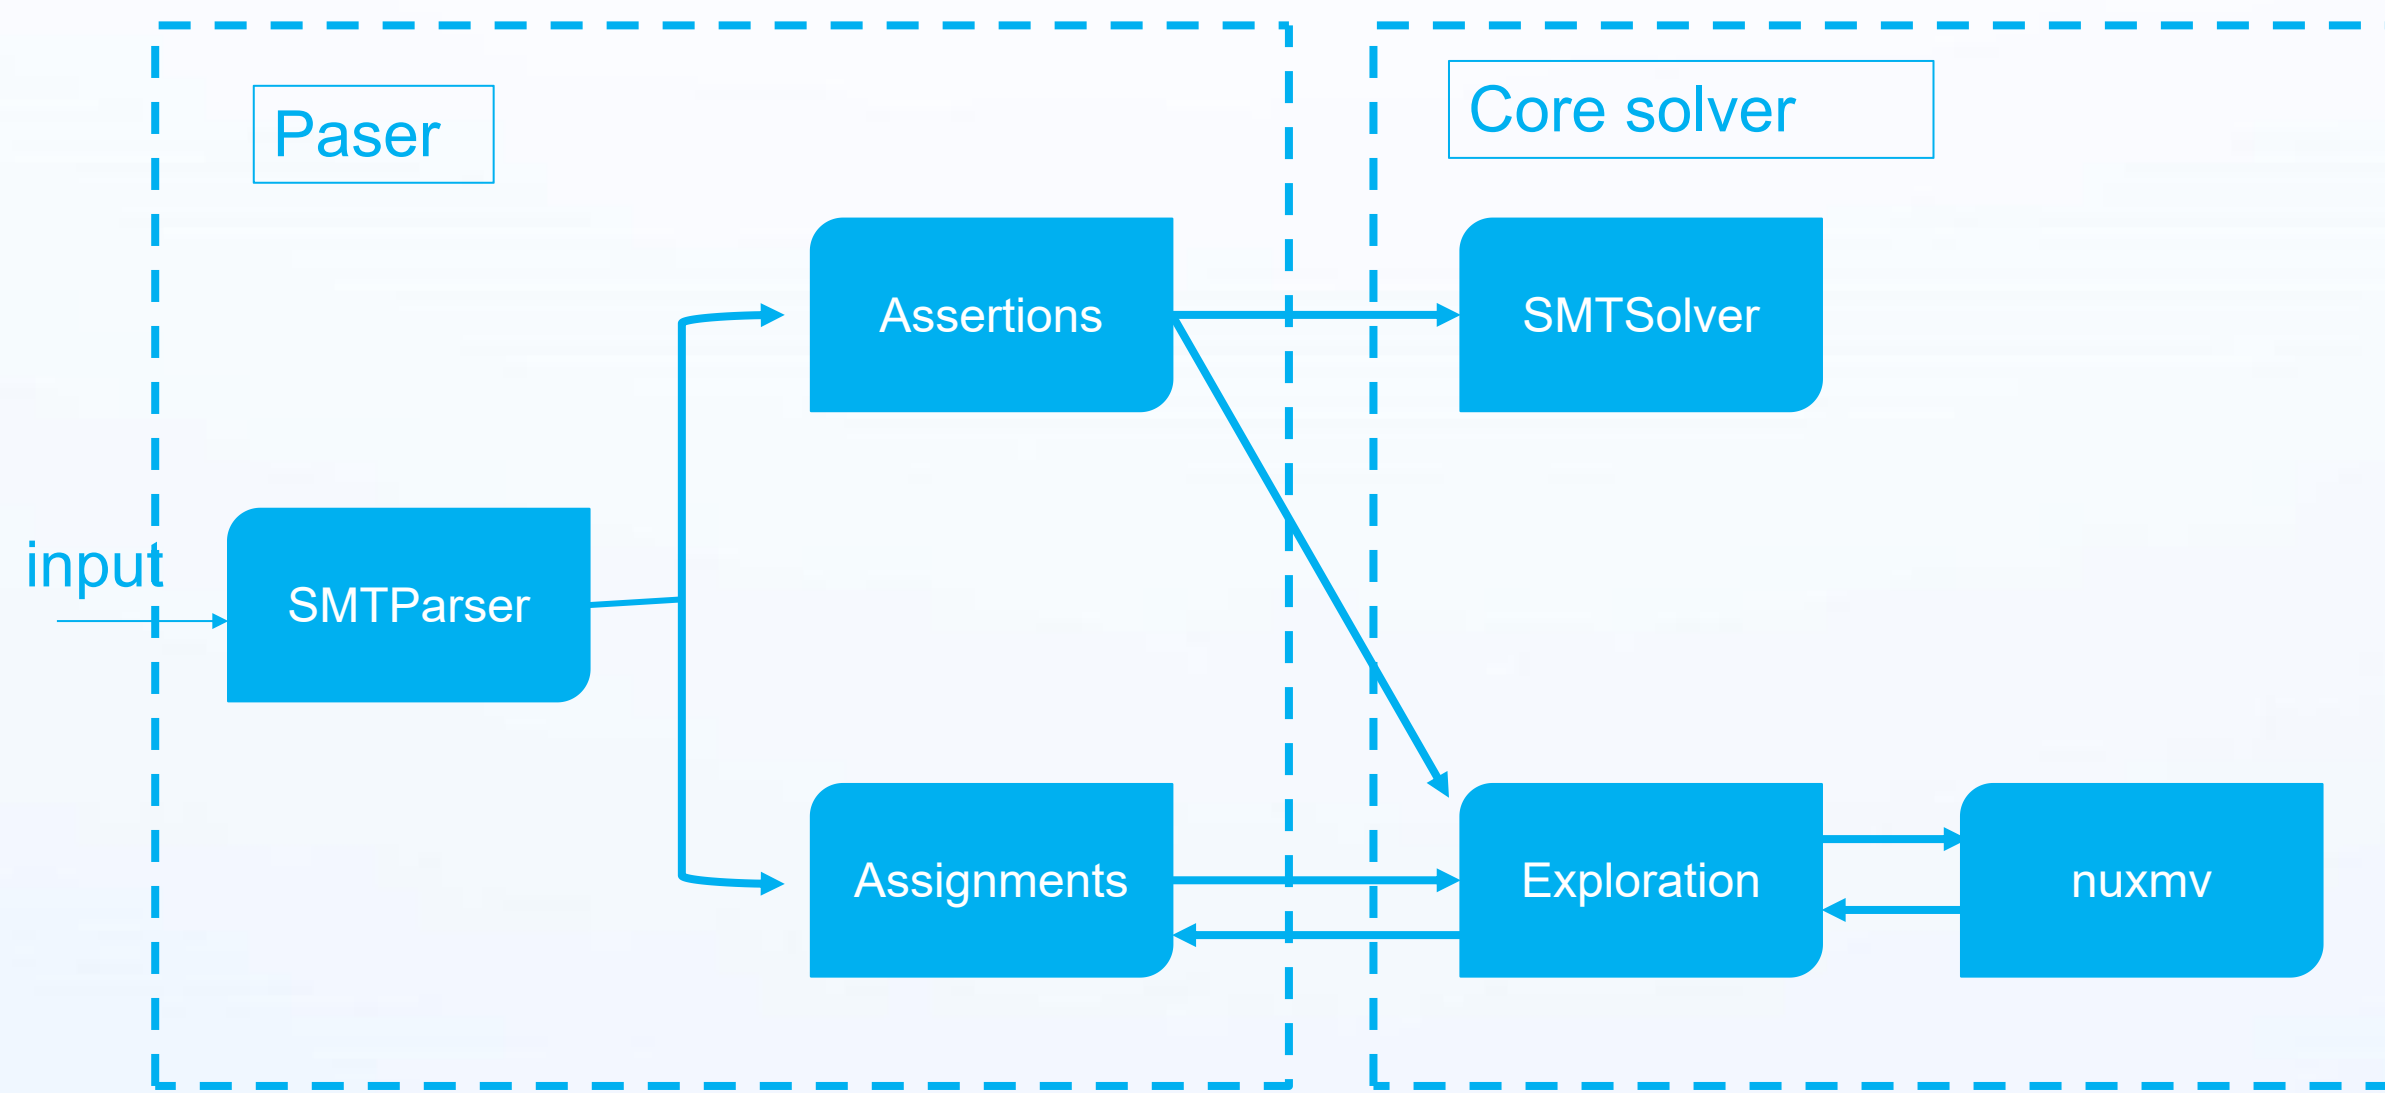 Paser
Core solver
Assertions
SMTSolver
input
SMTParser
Assignments
Exploration
nuxmv